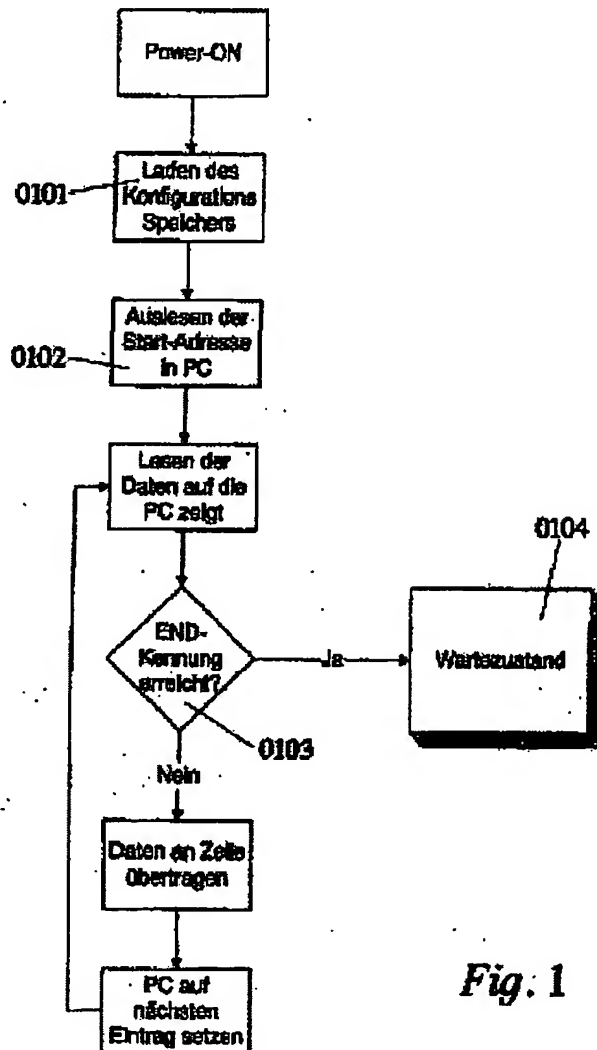 Power-ON
Laden des
0101
Konfigurations
Speichers
Auslesen der
Start-Adresse
0102
in PC
Lesen der
Daten auf die
PC zeigt
0104
END-
Kennung
erreicht?
Ja
Wartezustand
0103
Nein
Daten an Zelle
übertragen
PC auf
nächsten
Eintrag setzen
Fig. 1